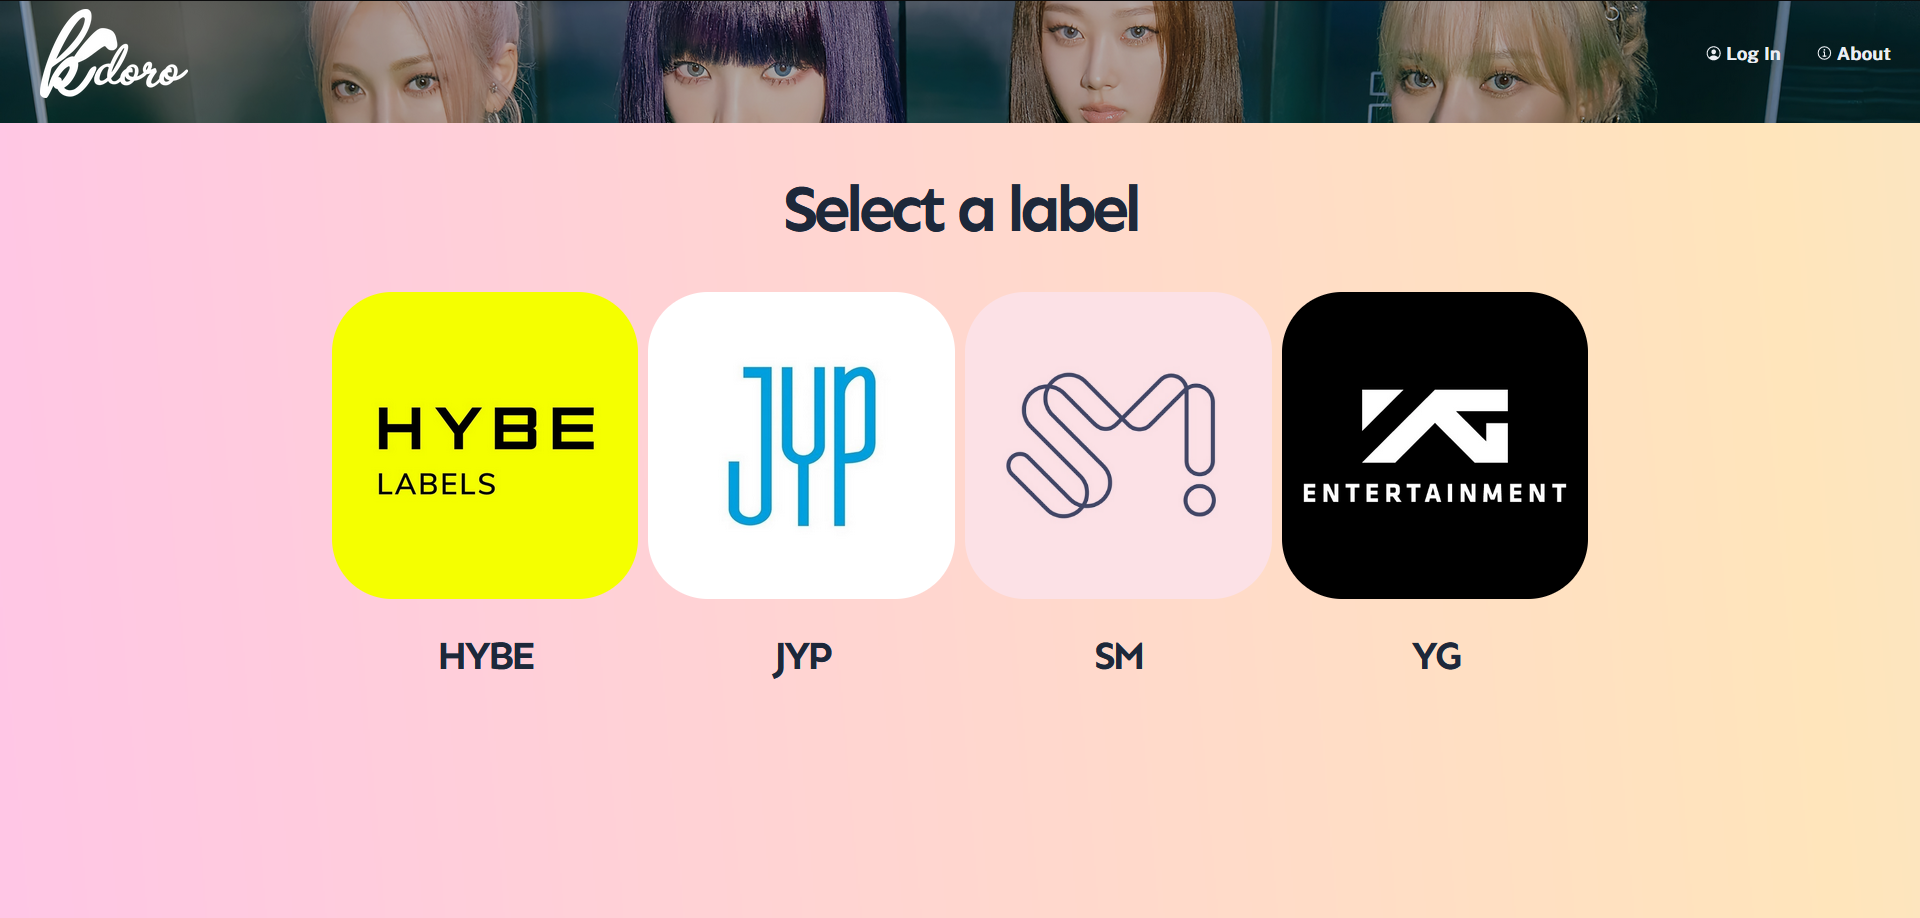 kdoro
Log In
About
Select a label
HYBE
LABELS
JYP
SM!
YG
ENTERTAINMENT
HYBE
JYP
SM
YG